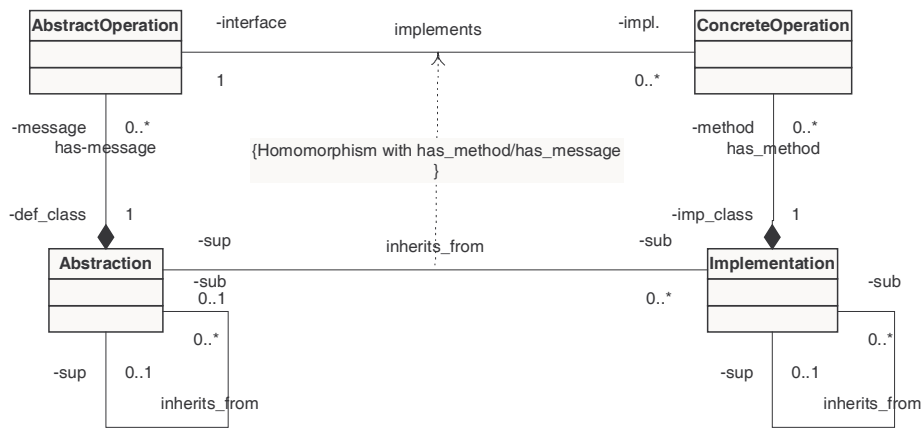 AbstractOperation
-interface
implements
-impl.
ConcreteOperation
1
0..*
-message
0..*
has-message
-method
0..*
has_method
{Homomorphism with has_method/has_message
}
-def_class
1
-imp_class
1
Abstraction
-sup
inherits_from
-sub
Implementation
-sub
0..1
0..*
-sub
0..*
0..*
-sup
0..1
inherits_from
-sup
0..1
inherits_from